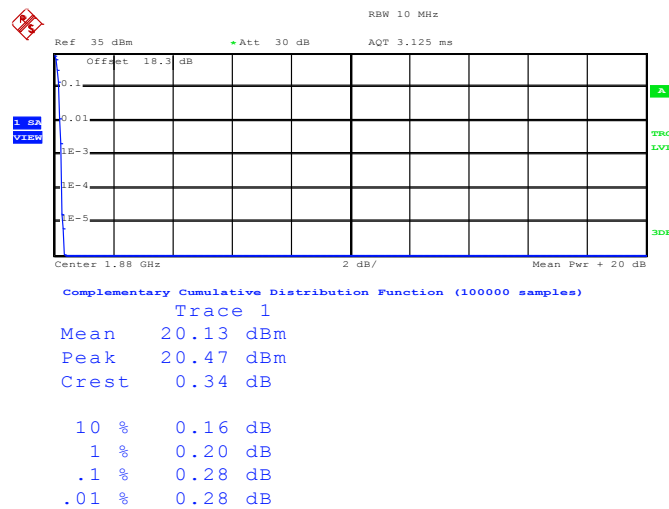 RBW 10 MHz
Ref 35 dBm *Att 30 dB AQT 3.125 ms
Offset 18.3 dB
0.1
A
0.01
1 SA
VIEW
TRG
LVL
1E-3
1E-4
1E-5
3DB
Center 1.88 GHz 2 dB/ Mean Pwr + 20 dB
Complementary Cumulative Distribution Function (100000 samples)
Trace 1
Mean 20.13 dBm
Peak 20.47 dBm
Crest 0.34 dB
10 % 0.16 dB
1 % 0.20 dB
.1 % 0.28 dB
.01 % 0.28 dB